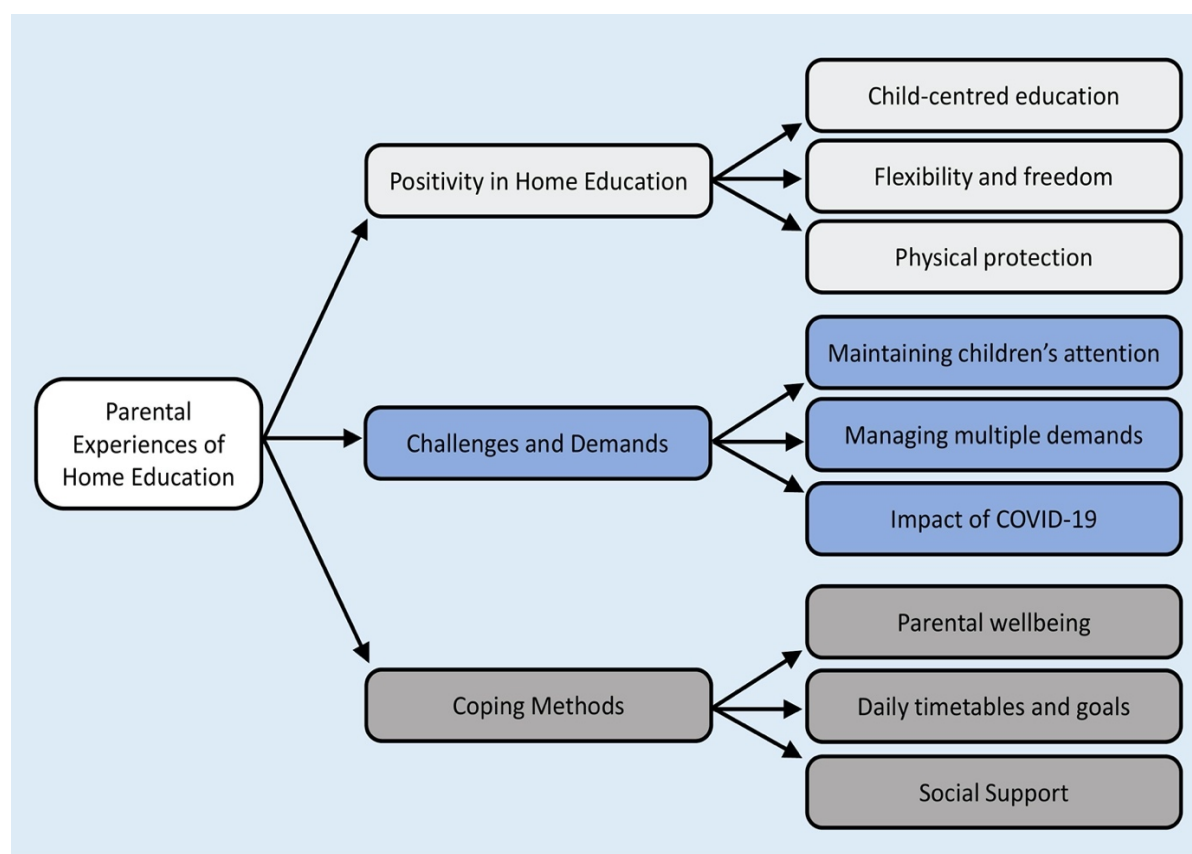 Parental
Experiences of
Home Education
Positivity in Home Education
Child-centred education
Flexibility and freedom
Physical protection
Challenges and Demands
Maintaining children’s attention
Managing multiple demands
Impact of COVID-19
Coping Methods
Parental wellbeing
Daily timetables and goals
Social Support